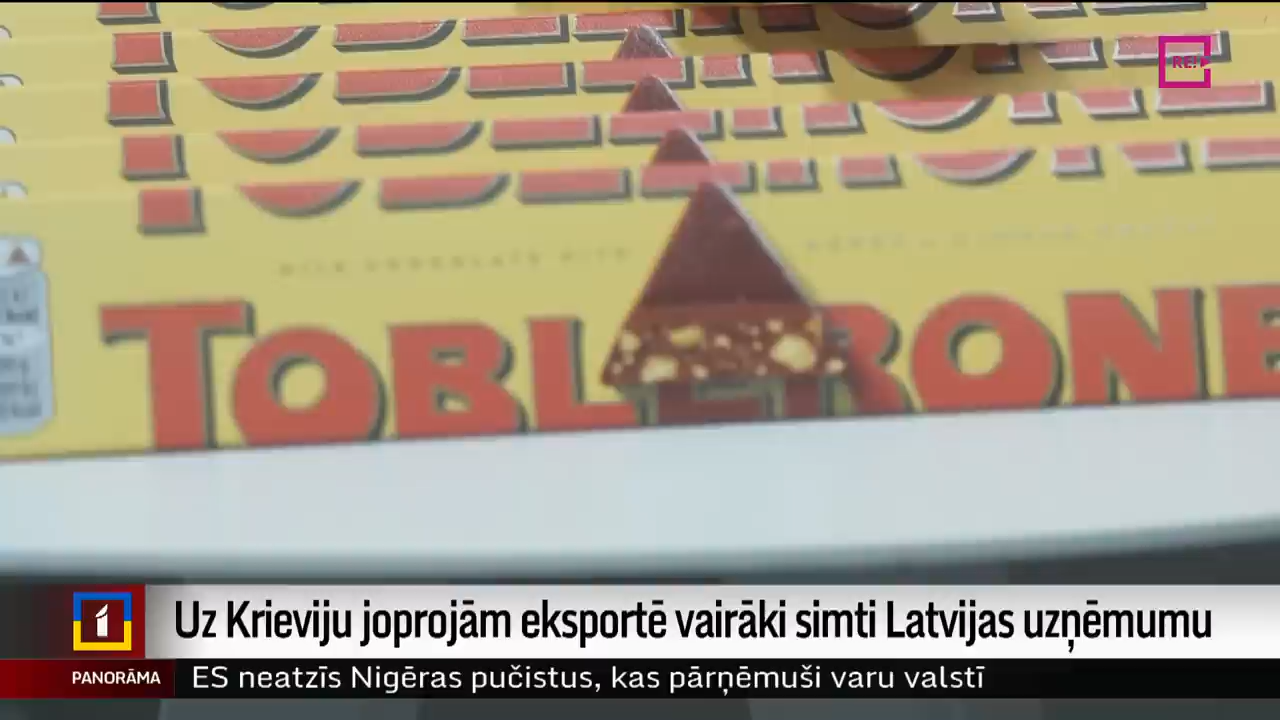 RE!
TOBLERONE
1
Uz Krieviju joprojām eksportē vairāki simti Latvijas uzņēmumu
PANORĀMA
ES neatzīs Nigēras pučistus, kas pārņēmuši varu valstī